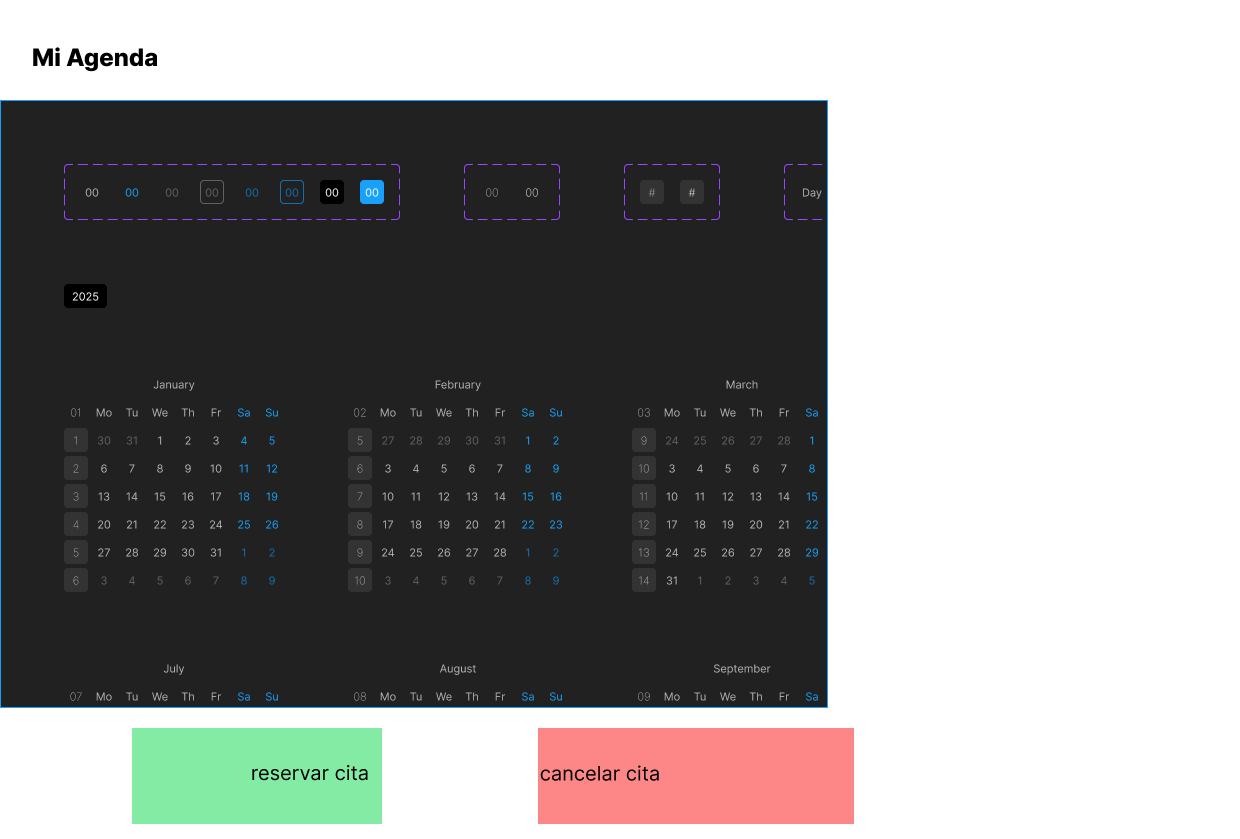 Mi Agenda
00 00 00 00 00 00 00 00 00 00 # # Day
2025
January February March
01 Mo Tu We Th Fr Sa Su 02 Mo Tu We Th Fr Sa Su 03 Mo Tu We Th Fr Sa
1 30 31 1 2 3 4 5 5 27 28 29 30 31 1 2 9 24 25 26 27 28 1
2 6 7 8 9 10 11 12 6 3 4 5 6 7 8 9 10 3 4 5 6 7 8
3 13 14 15 16 17 18 19 7 10 11 12 13 14 15 16 11 10 11 12 13 14 15
4 20 21 22 23 24 25 26 8 17 18 19 20 21 22 23 12 17 18 19 20 21 22
5 27 28 29 30 31 1 2 9 24 25 26 27 28 1 2 13 24 25 26 27 28 29
6 3 4 5 6 7 8 9 10 3 4 5 6 7 8 9 14 31 1 2 3 4 5
July August September
07 Mo Tu We Th Fr Sa Su 08 Mo Tu We Th Fr Sa Su 09 Mo Tu We Th Fr Sa
reservar cita cancelar cita